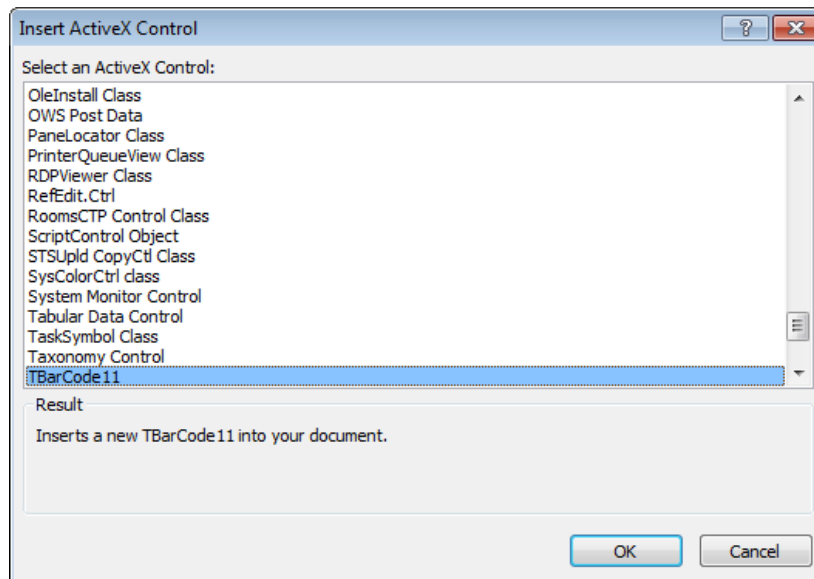 Insert ActiveX Control
Select an ActiveX Control:
OleInstall Class
OWS Post Data
PaneLocator Class
PrinterQueueView Class
RDPViewer Class
RefEdit.Ctrl
RoomsCTP Control Class
ScriptControl Object
STSUpld CopyCtl Class
SysColorCtrl class
System Monitor Control
Tabular Data Control
TaskSymbol Class
Taxonomy Control
TBarCode11
Result
Inserts a new TBarCode11 into your document.
OK Cancel